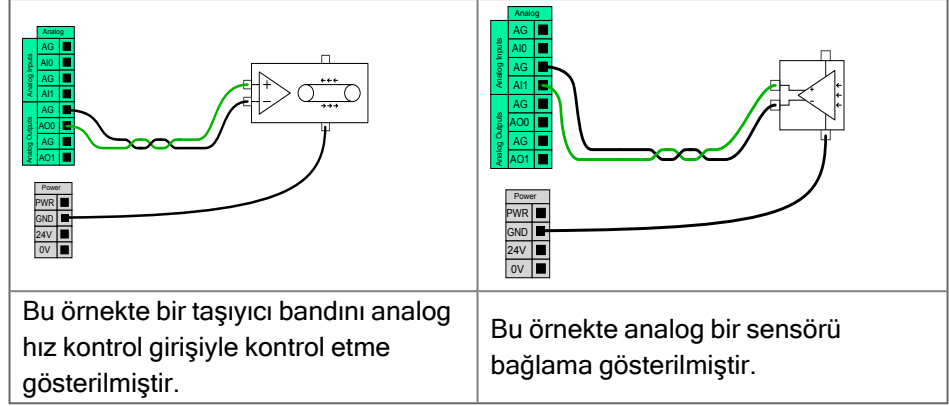 Analog
Analog Inputs
AG
AI0
AG
AI1
Analog Outputs
AG
AO0
AG
AO1
+
−
Power
PWR
GND
24V
0V
Bu örnekte bir taşıyıcı bandını analog
hız kontrol girişiyle kontrol etme
gösterilmiştir.
Analog
Analog Inputs
AG
AI0
AG
AI1
Analog Outputs
AG
AO0
AG
AO1
+
−
Power
PWR
GND
24V
0V
Bu örnekte analog bir sensörü
bağlama gösterilmiştir.